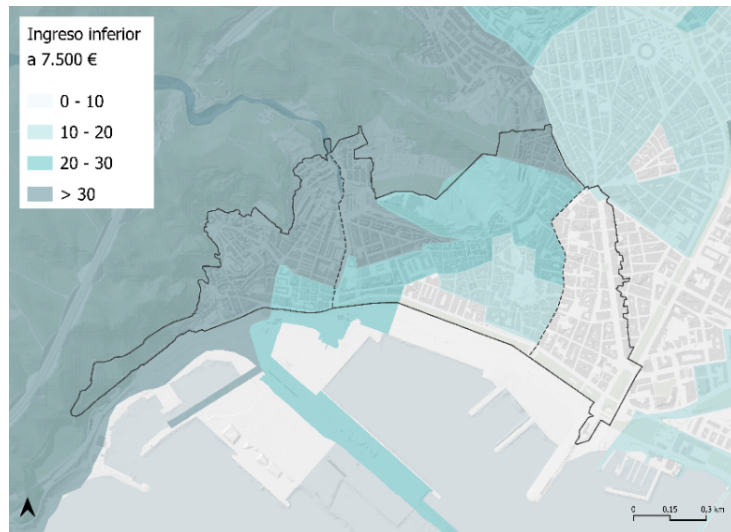 Ingreso inferior
a 7.500 €
0 - 10
10 - 20
20 - 30
> 30
0 0,15 0,3 km